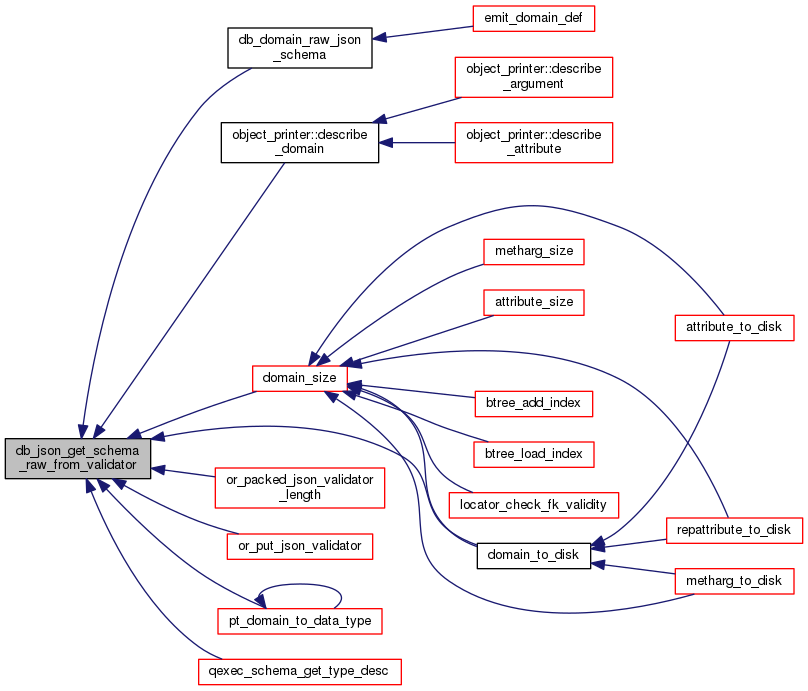 emit_domain_def
db_domain_raw_json
_schema
object_printer::describe
_argument
object_printer::describe
_domain
object_printer::describe
_attribute
metharg_size
attribute_size
attribute_to_disk
domain_size
btree_add_index
db_json_get_schema
_raw_from_validator
btree_load_index
or_packed_json_validator
_length
locator_check_fk_validity
repattribute_to_disk
or_put_json_validator
domain_to_disk
metharg_to_disk
pt_domain_to_data_type
qexec_schema_get_type_desc